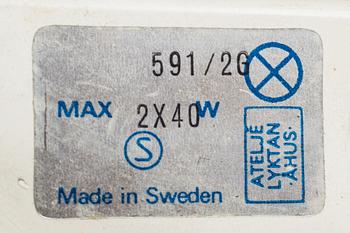 591/2G
MAX 2X40 W
S
Made in Sweden
ATELJÉ
LYKTAN
·ÅHUS·